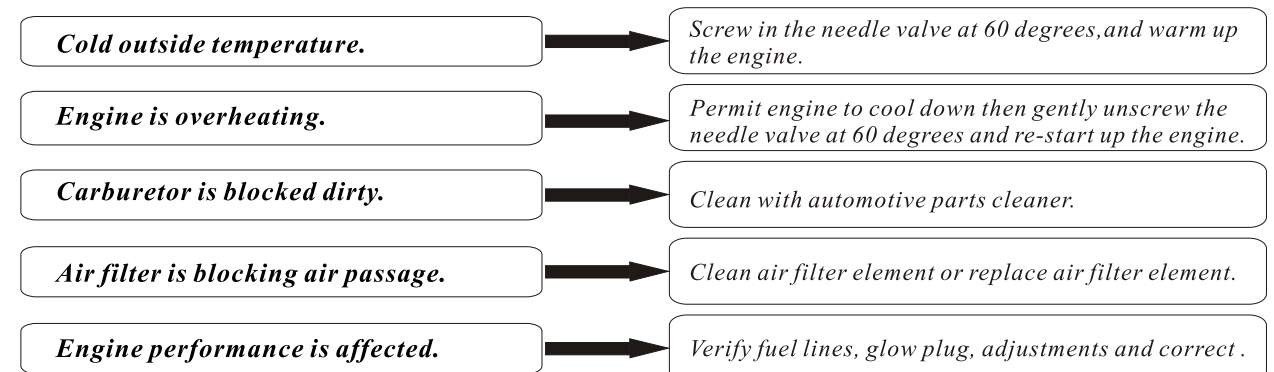 Cold outside temperature.
Screw in the needle valve at 60 degrees,and warm up
the engine.
Engine is overheating.
Permit engine to cool down then gently unscrew the
needle valve at 60 degrees and re-start up the engine.
Carburetor is blocked dirty.
Clean with automotive parts cleaner.
Air filter is blocking air passage.
Clean air filter element or replace air filter element.
Engine performance is affected.
Verify fuel lines, glow plug, adjustments and correct .